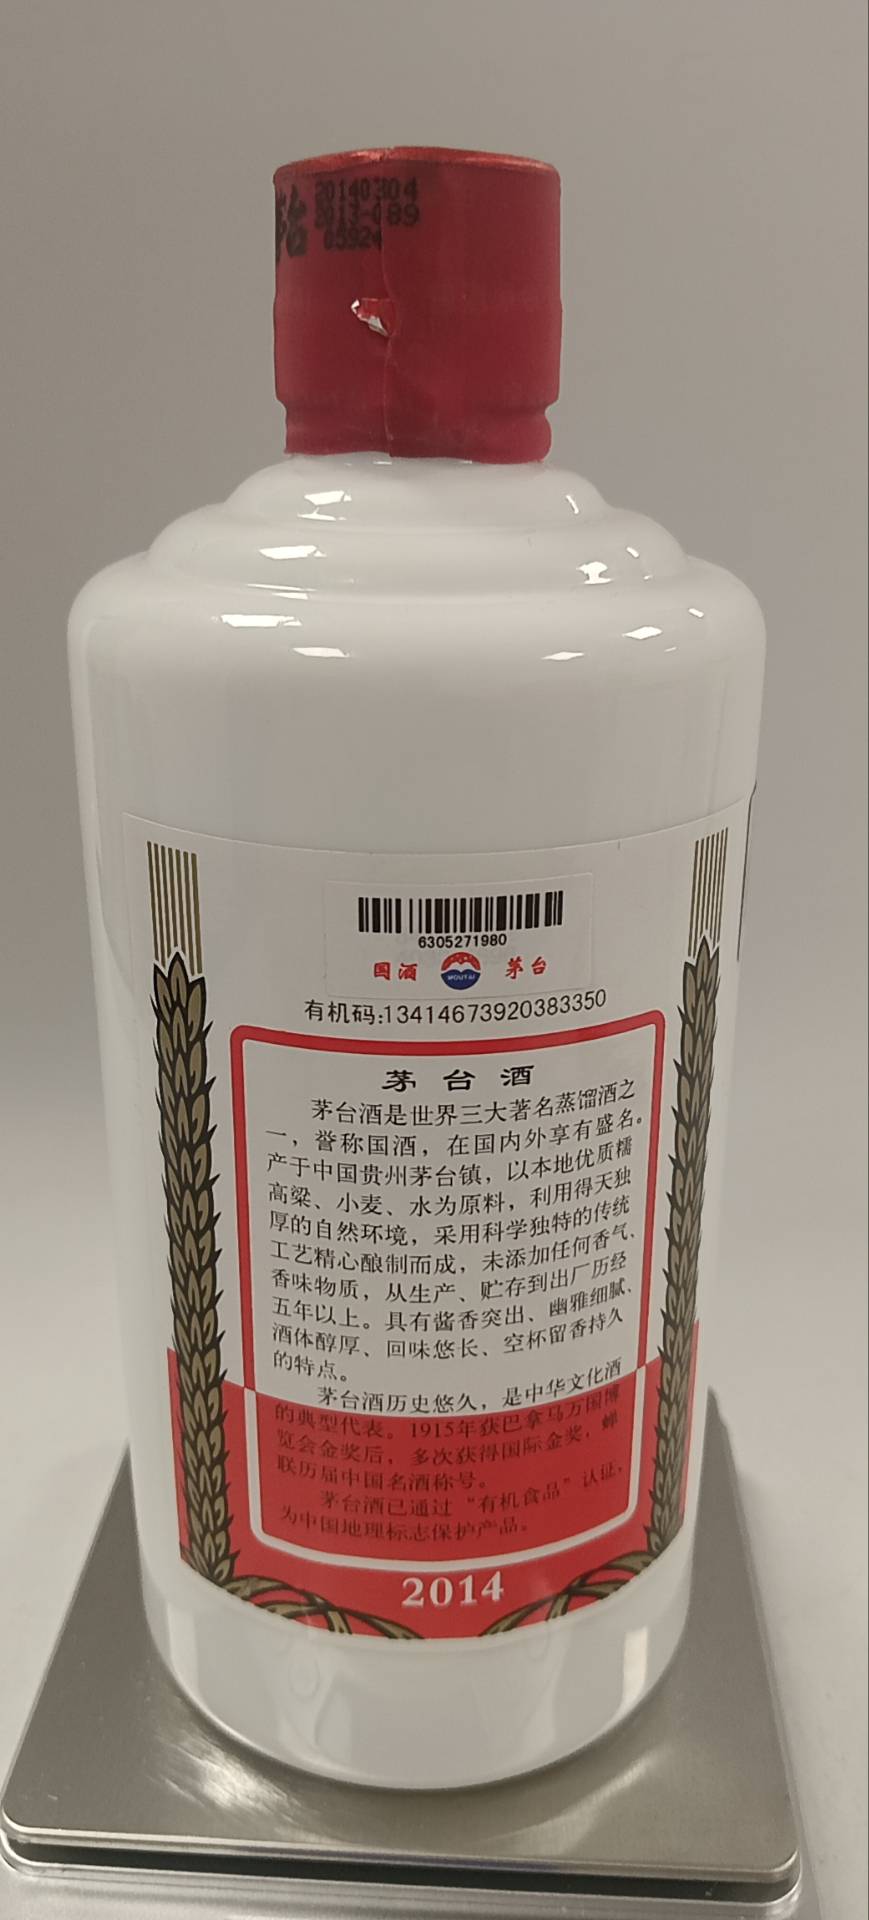 台
20140304
2013-089
05924
6305271980
国酒 MOUTAI 茅台
有机码:13414673920383350
茅台酒
茅台酒是世界三大著名蒸馏酒之
一，誉称国酒，在国内外享有盛名。
产于中国贵州茅台镇，以本地优质糯
高粱、小麦、水为原料，利用得天独
厚的自然环境，采用科学独特的传统
工艺精心酿制而成，未添加任何香气、
香味物质，从生产、贮存到出厂历经
五年以上。具有酱香突出、幽雅细腻、
酒体醇厚、回味悠长、空杯留香持久
的特点。
茅台酒历史悠久，是中华文化酒
的典型代表。1915年获巴拿马万国博
览会金奖后，多次获得国际金奖，蝉
联历届中国名酒称号。
茅台酒已通过“有机食品”认证，
为中国地理标志保护产品。
2014